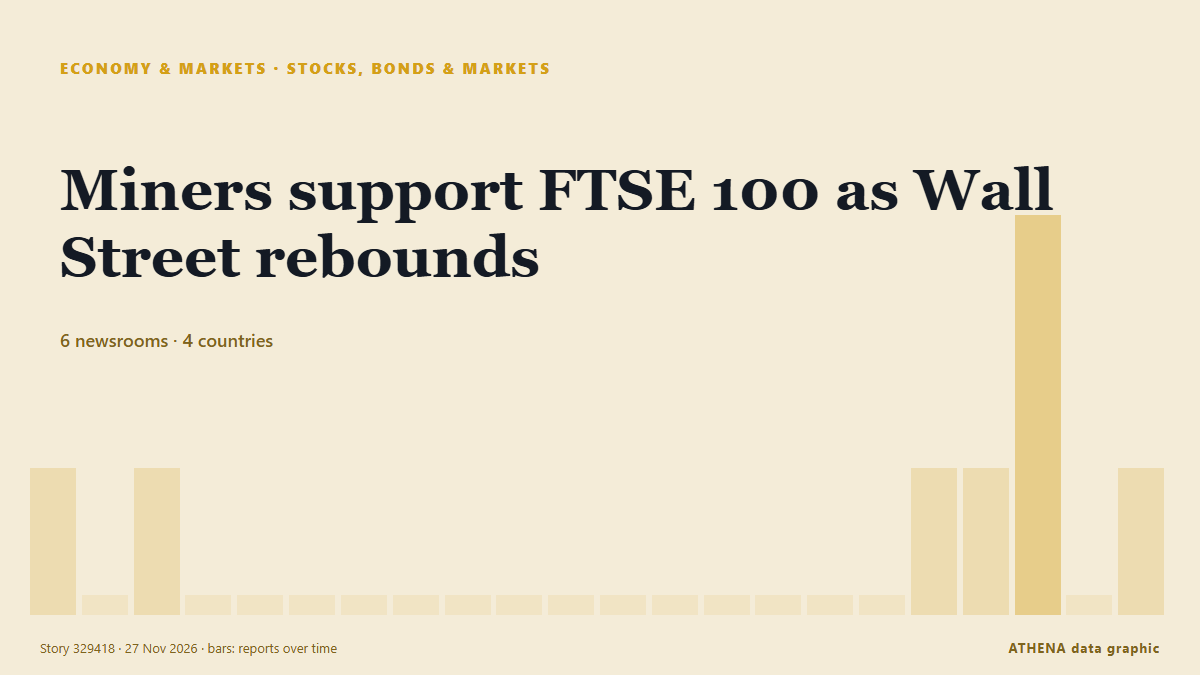 ECONOMY & MARKETS · STOCKS, BONDS & MARKETS
Miners support FTSE 100 as Wall
Street rebounds
6 newsrooms · 4 countries
Story 329418 · 27 Nov 2026 · bars: reports over time
ATHENA data graphic